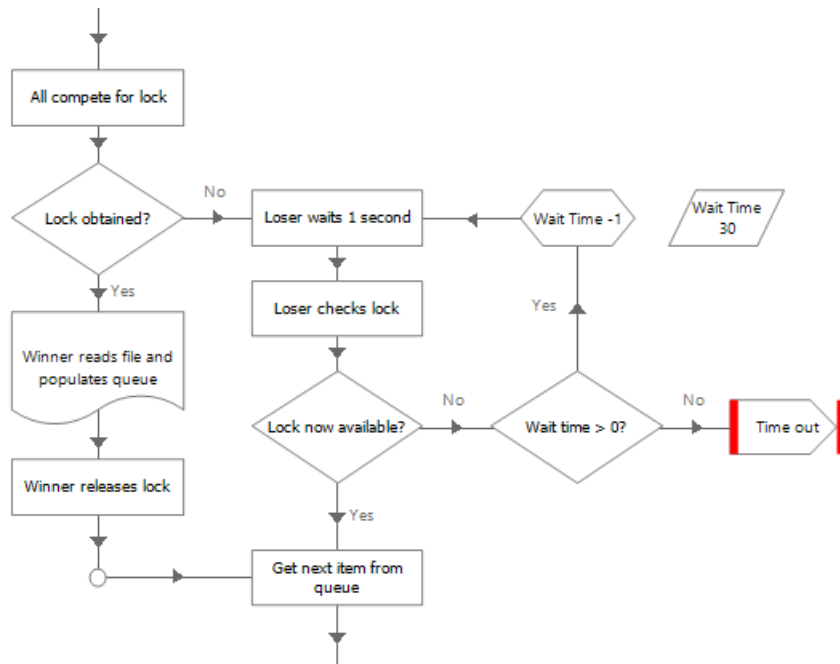 All compete for lock
No
Lock obtained?
Loser waits 1 second
Wait Time -1
Wait Time
30
Yes
Loser checks lock
Yes
Winner reads file and
populates queue
Lock now available?
No
Wait time > 0?
No
Time out
Winner releases lock
Yes
Get next item from
queue